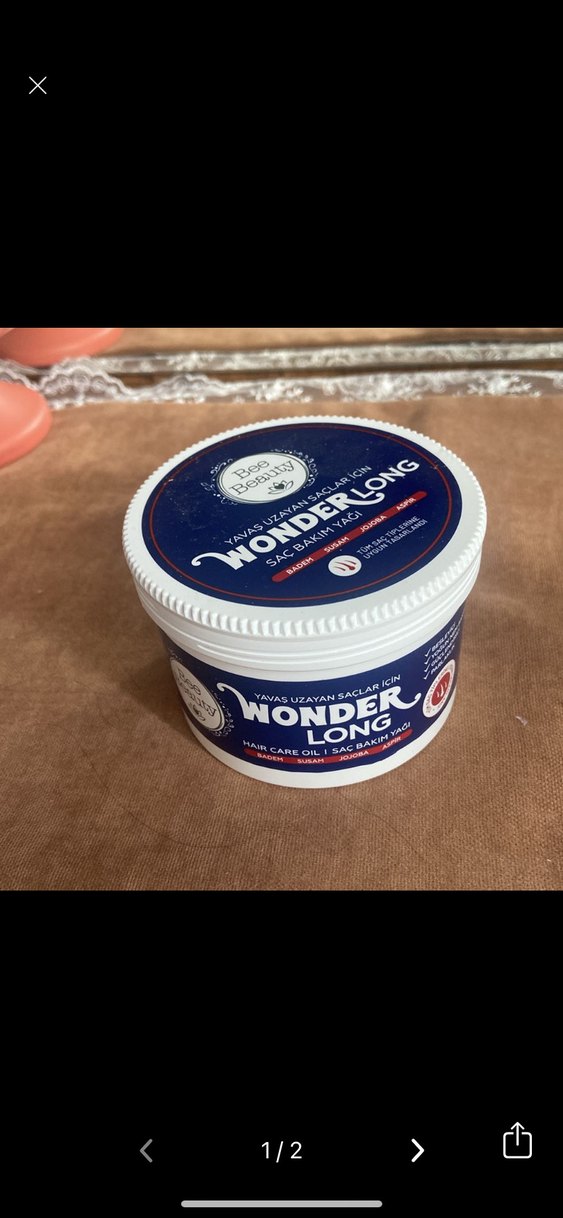 Bee
Beauty
YAVAŞ UZAYAN SAÇLAR İÇİN
WONDER LONG
SAÇ BAKIM YAĞI
BADEM SUSAM JOJOBA ASPİR
TÜM SAÇ TİPLERİNE
UYGUN TASARLANDI
Bee
Beauty
YAVAŞ UZAYAN SAÇLAR İÇİN
WONDER
LONG
HAIR CARE OIL | SAÇ BAKIM YAĞI
BADEM SUSAM JOJOBA ASPİR
1/2